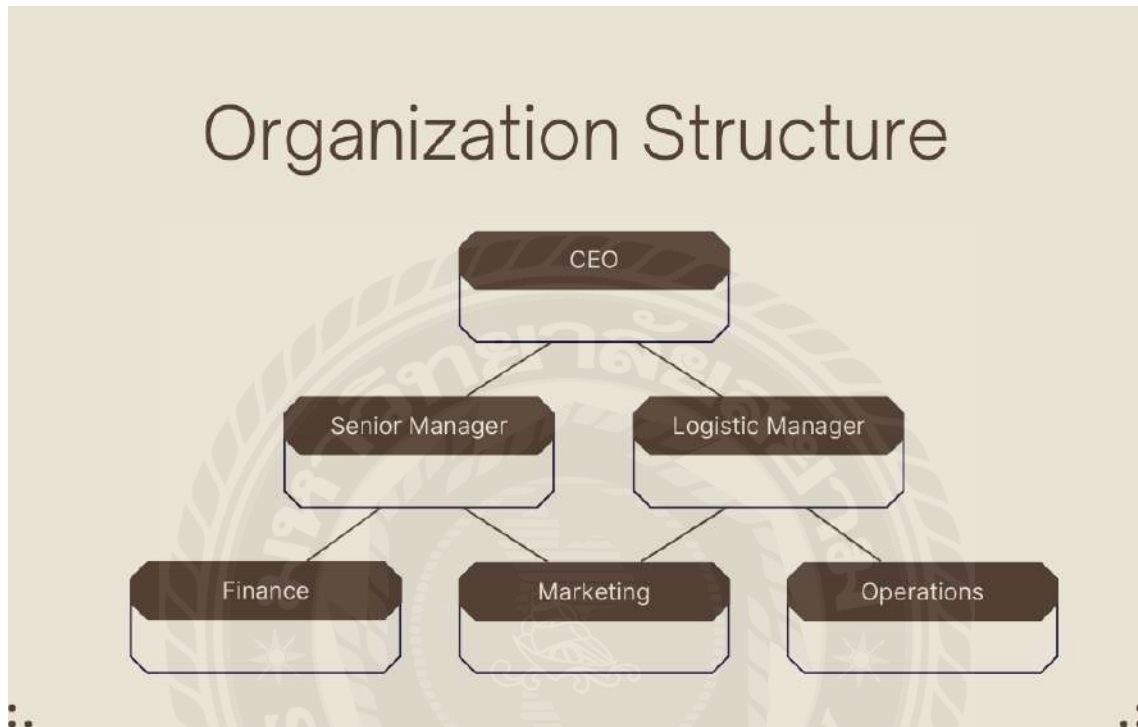 Organization Structure
CEO
Senior Manager
Logistic Manager
Finance
Marketing
Operations